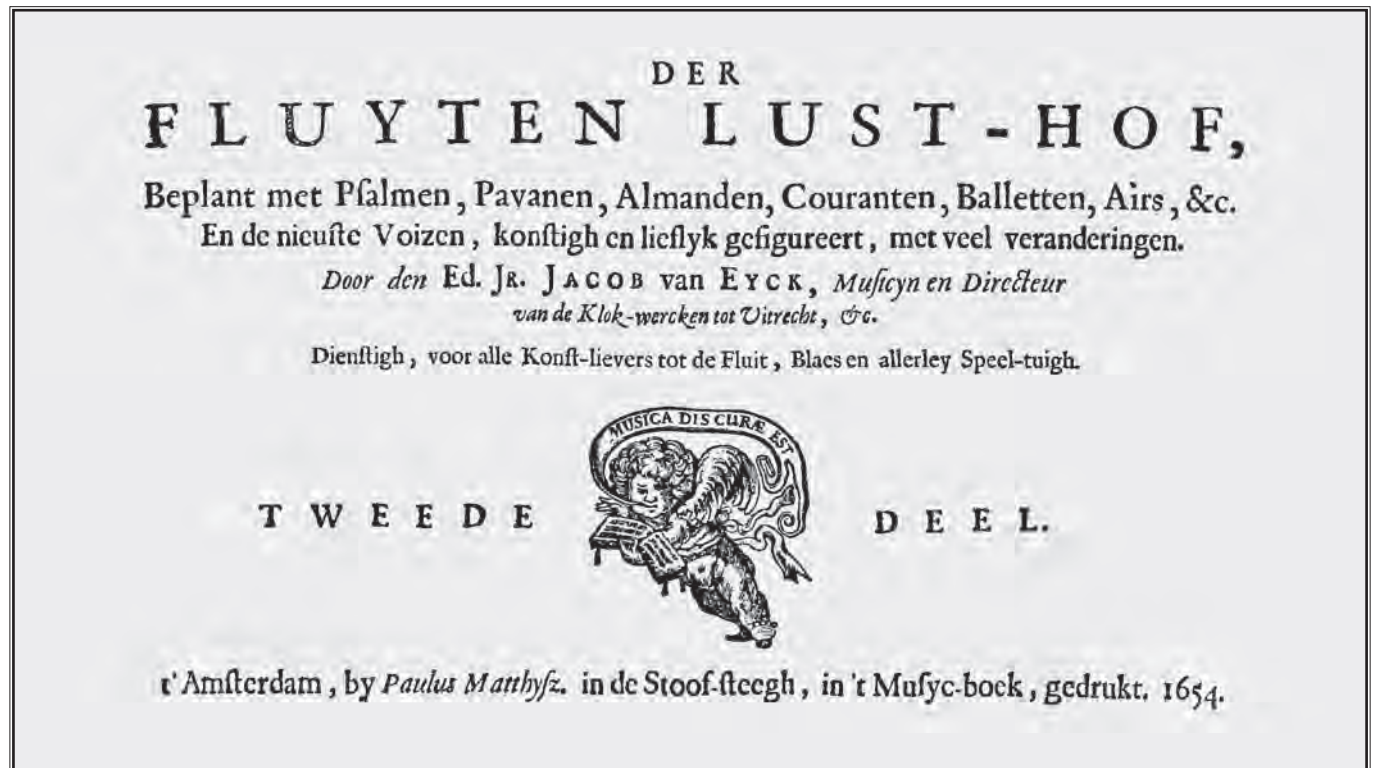 DER
FLUYTEN LUST-HOF,
Beplant met Pſalmen, Pavanen, Almanden, Couranten, Balletten, Airs, &c.
En de nieuſte Voizen, konſtigh en lieflyk gefigureert, met veel veranderingen.
Door den Ed. JR. JACOB van EYCK, Muſicyn en Directeur
van de Klok-wercken tot Uitrecht, &c.
Dienſtigh, voor alle Konſt-lievers tot de Fluit, Blaes en allerley Speel-tuigh.
MUSICA DIS CURÆ EST
TWEEDE DEEL.
t'Amſterdam, by Paulus Matthyſz. in de Stoof-ſteegh, in 't Muſyc-boek, gedrukt. 1654.